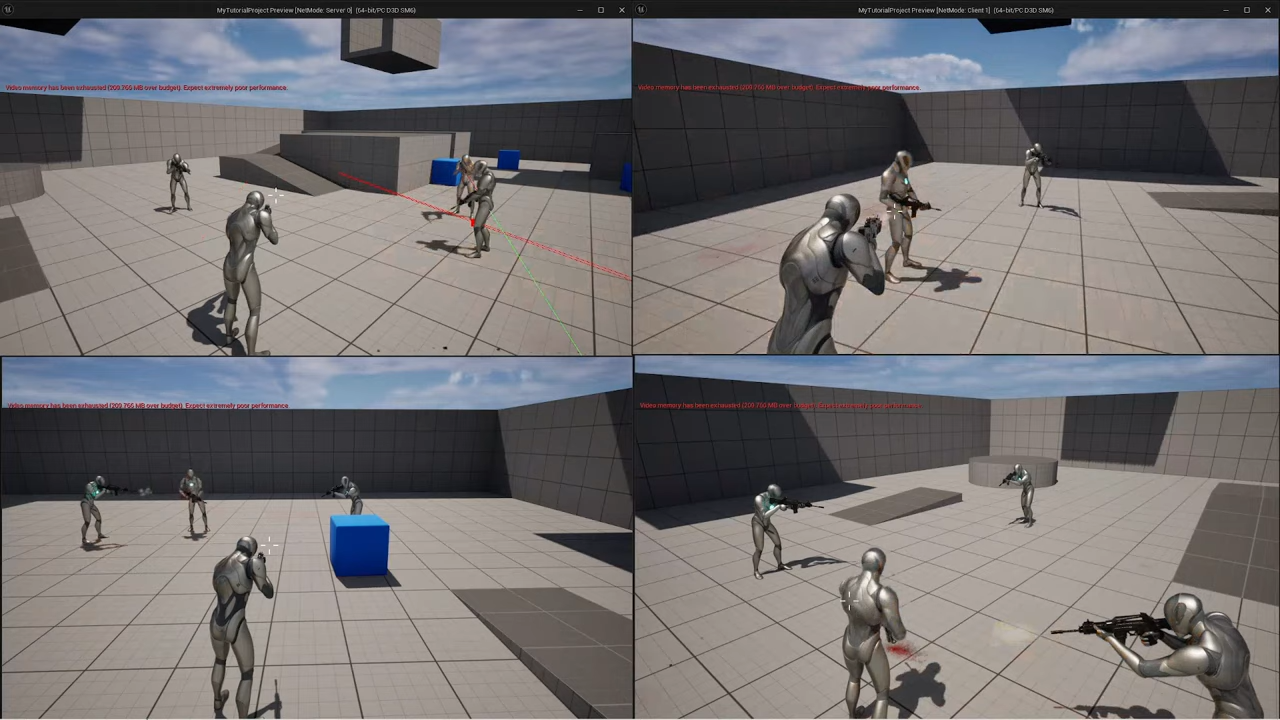 MyTutorialProject Preview [NetMode: Server 0]  (64-bit/PC D3D SM6)
MyTutorialProject Preview [NetMode: Client 1]  (64-bit/PC D3D SM6)
Video memory has been exhausted (200.766 MB over budget). Expect extremely poor performance.
Video memory has been exhausted (200.766 MB over budget). Expect extremely poor performance.
Video memory has been exhausted (200.766 MB over budget). Expect extremely poor performance
Video memory has been exhausted (200.766 MB over budget). Expect extremely poor performance.